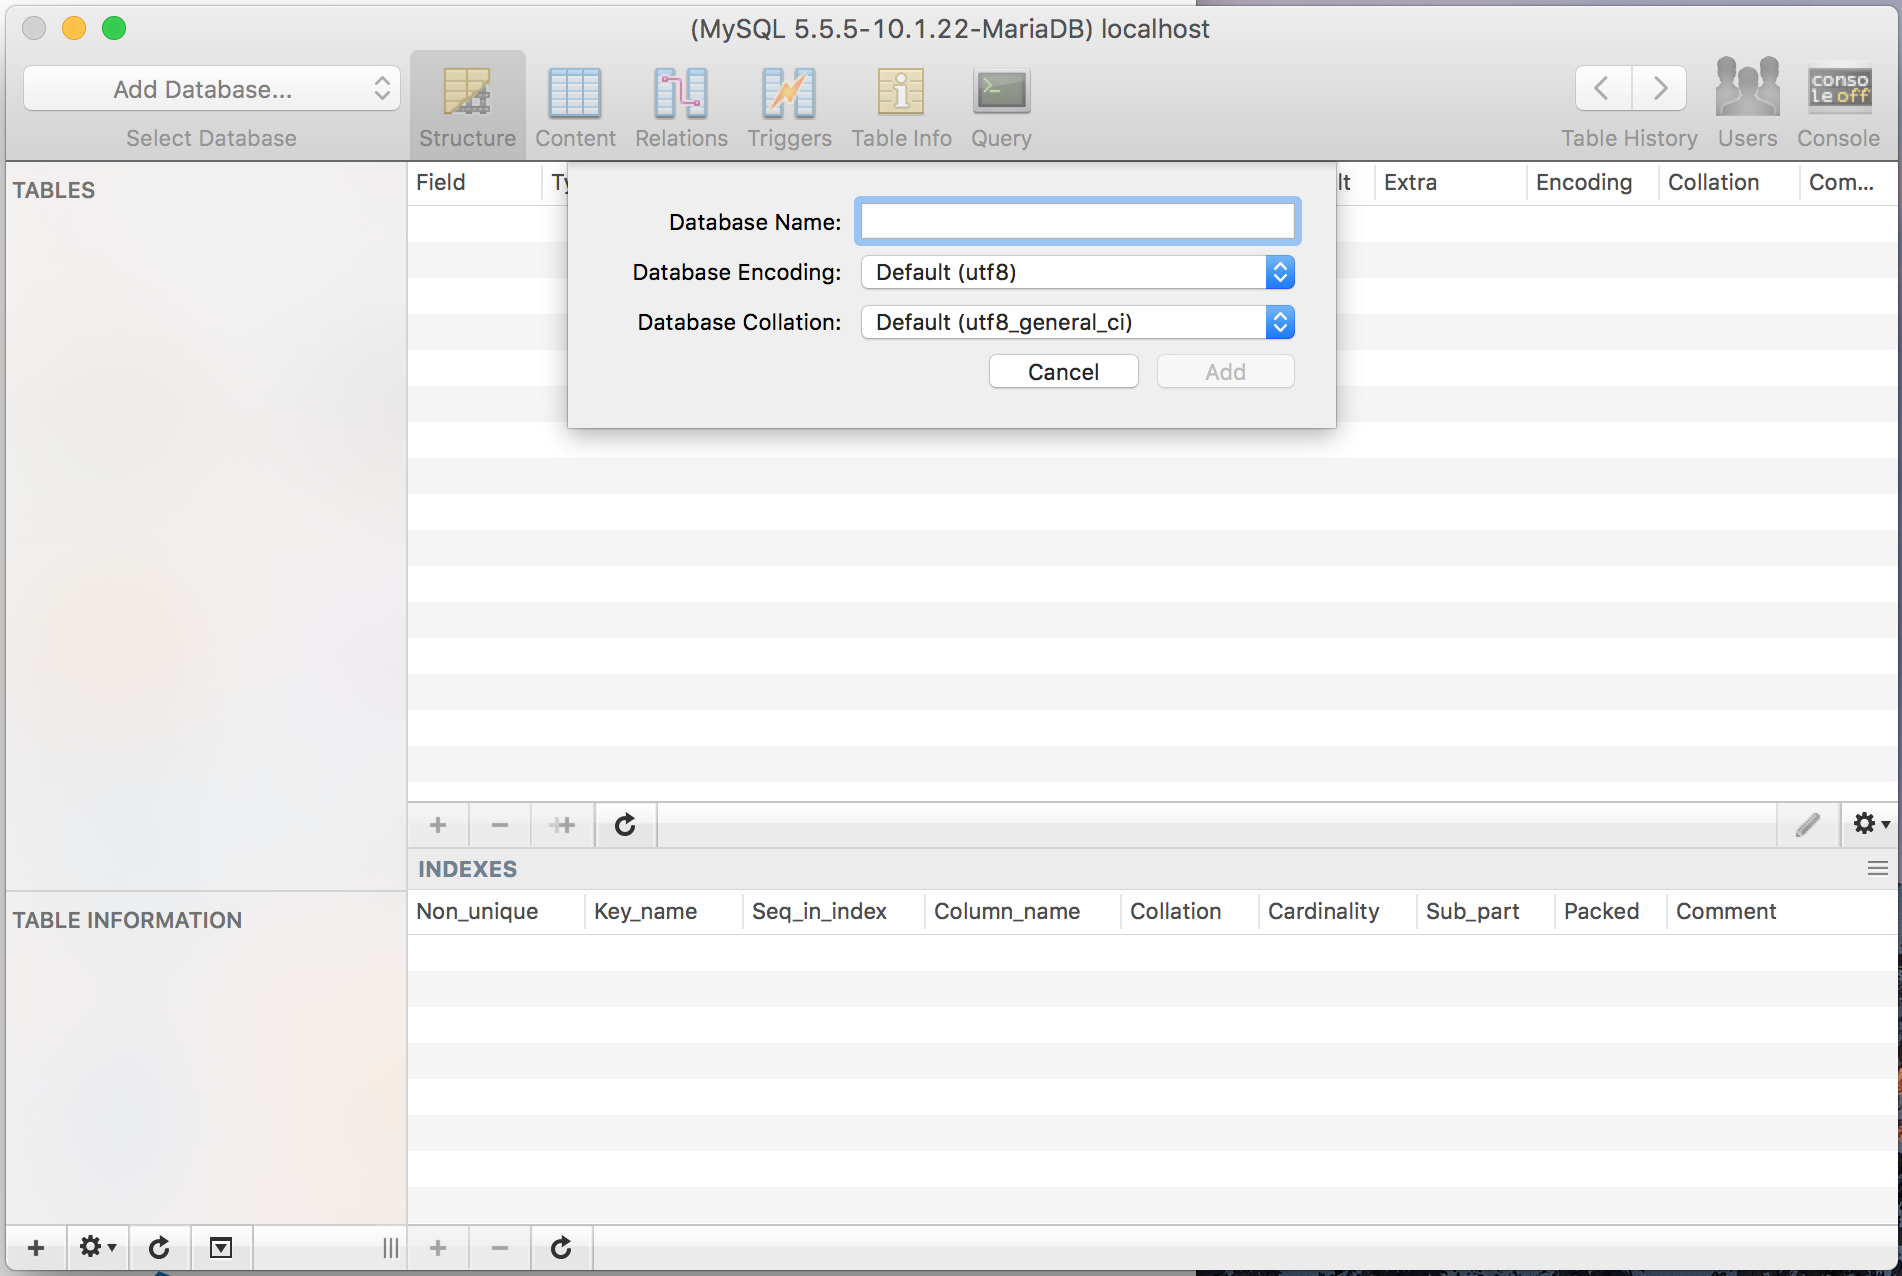 (MySQL 5.5.5-10.1.22-MariaDB) localhost
Add Database...
Select Database
Structure
Content
Relations
Triggers
Table Info
Query
Table History
Users
conso
le off
Console
TABLES
Field
Extra
Encoding
Collation
Com...
Database Name:
Database Encoding:
Default (utf8)
Database Collation:
Default (utf8_general_ci)
Cancel
Add
INDEXES
Non_unique
Key_name
Seq_in_index
Column_name
Collation
Cardinality
Sub_part
Packed
Comment
TABLE INFORMATION